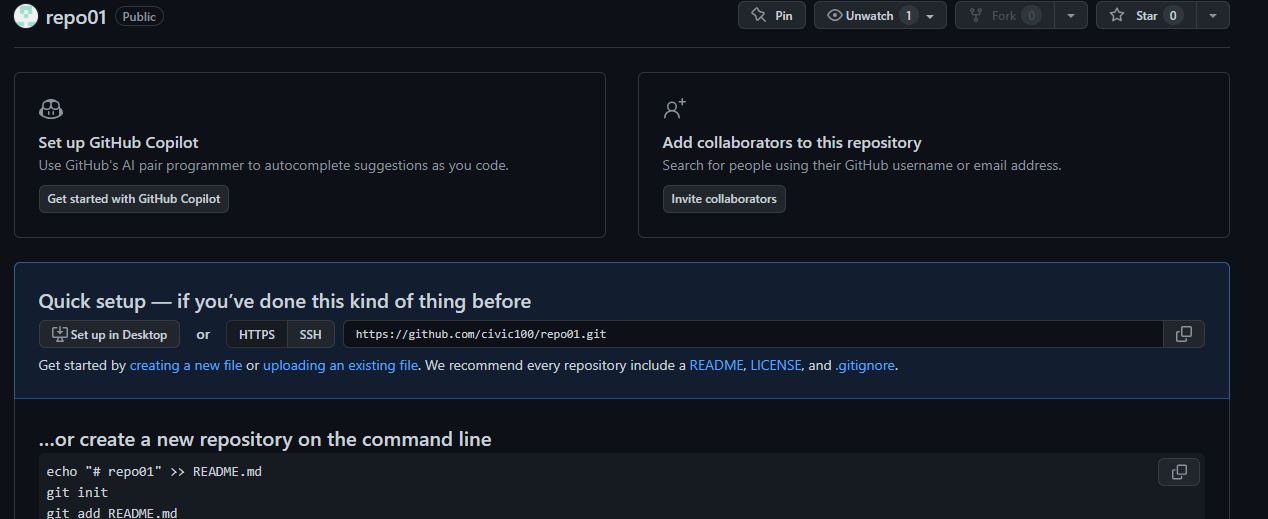 repo01 Public Pin Unwatch 1 Fork 0 Star 0
Set up GitHub Copilot
Use GitHub's AI pair programmer to autocomplete suggestions as you code.
Get started with GitHub Copilot
Add collaborators to this repository
Search for people using their GitHub username or email address.
Invite collaborators
Quick setup — if you’ve done this kind of thing before
Set up in Desktop or HTTPS SSH https://github.com/civic100/repo01.git
Get started by creating a new file or uploading an existing file. We recommend every repository include a README, LICENSE, and .gitignore.
…or create a new repository on the command line
echo "# repo01" >> README.md
git init
git add README.md